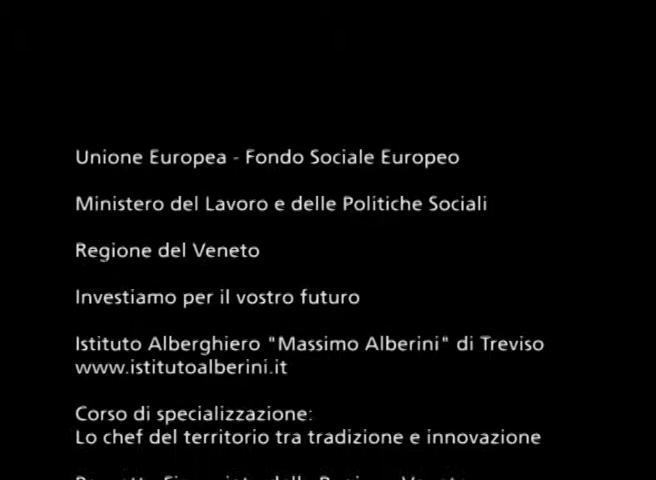 Unione Europea - Fondo Sociale Europeo
Ministero del Lavoro e delle Politiche Sociali
Regione del Veneto
Investiamo per il vostro futuro
Istituto Alberghiero "Massimo Alberini" di Treviso
www.istitutoalberini.it
Corso di specializzazione:
Lo chef del territorio tra tradizione e innovazione